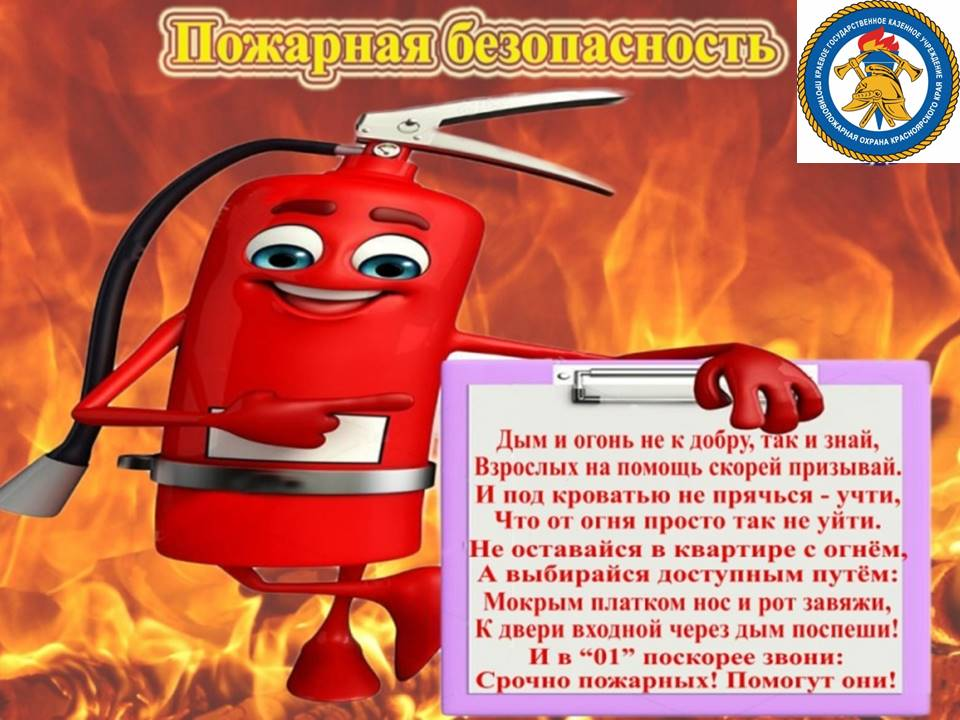 Пожарная безопасность
КРАЕВОЕ ГОСУДАРСТВЕННОЕ КАЗЕННОЕ УЧРЕЖДЕНИЕ
ПРОТИВОПОЖАРНАЯ ОХРАНА КРАСНОЯРСКОГО КРАЯ
Дым и огонь не к добру, так и знай,
Взрослых на помощь скорей призывай.
И под кроватью не прячься - учти,
Что от огня просто так не уйти.
Не оставайся в квартире с огнём,
А выбирайся доступным путём:
Мокрым платком нос и рот завяжи,
К двери входной через дым поспеши!
И в “01” поскорее звони:
Срочно пожарных! Помогут они!